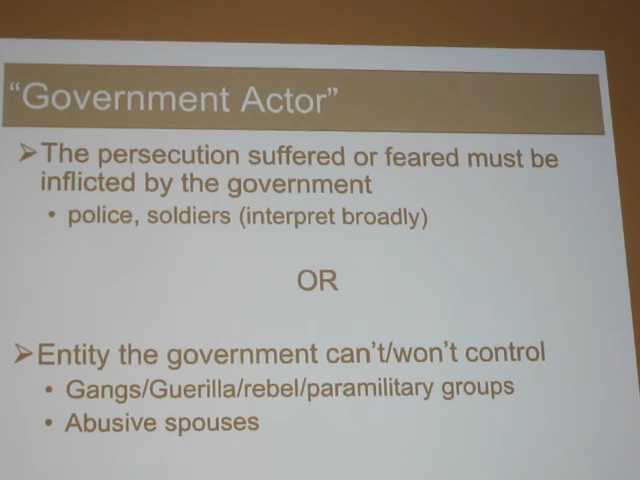 “Government Actor”
➢The persecution suffered or feared must be
inflicted by the government
• police, soldiers (interpret broadly)
OR
➢Entity the government can't/won't control
• Gangs/Guerilla/rebel/paramilitary groups
• Abusive spouses